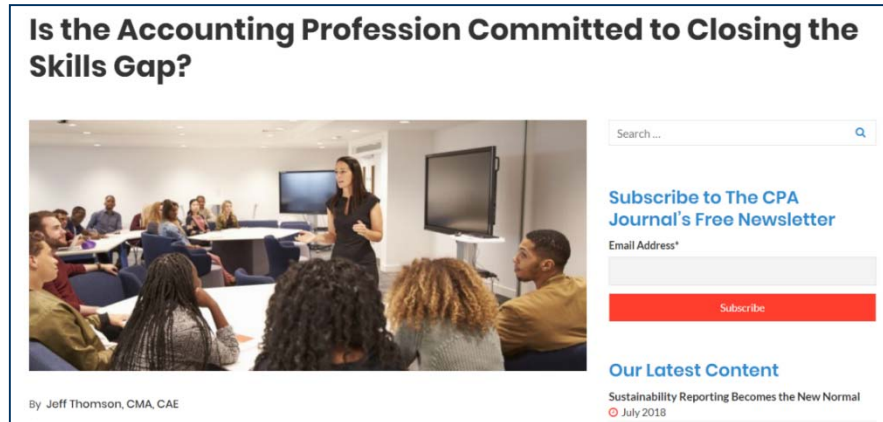 Is the Accounting Profession Committed to Closing the
Skills Gap?
By Jeff Thomson, CMA, CAE
Search ...
Subscribe to The CPA
Journal's Free Newsletter
Email Address*
Subscribe
Our Latest Content
Sustainability Reporting Becomes the New Normal
July 2018